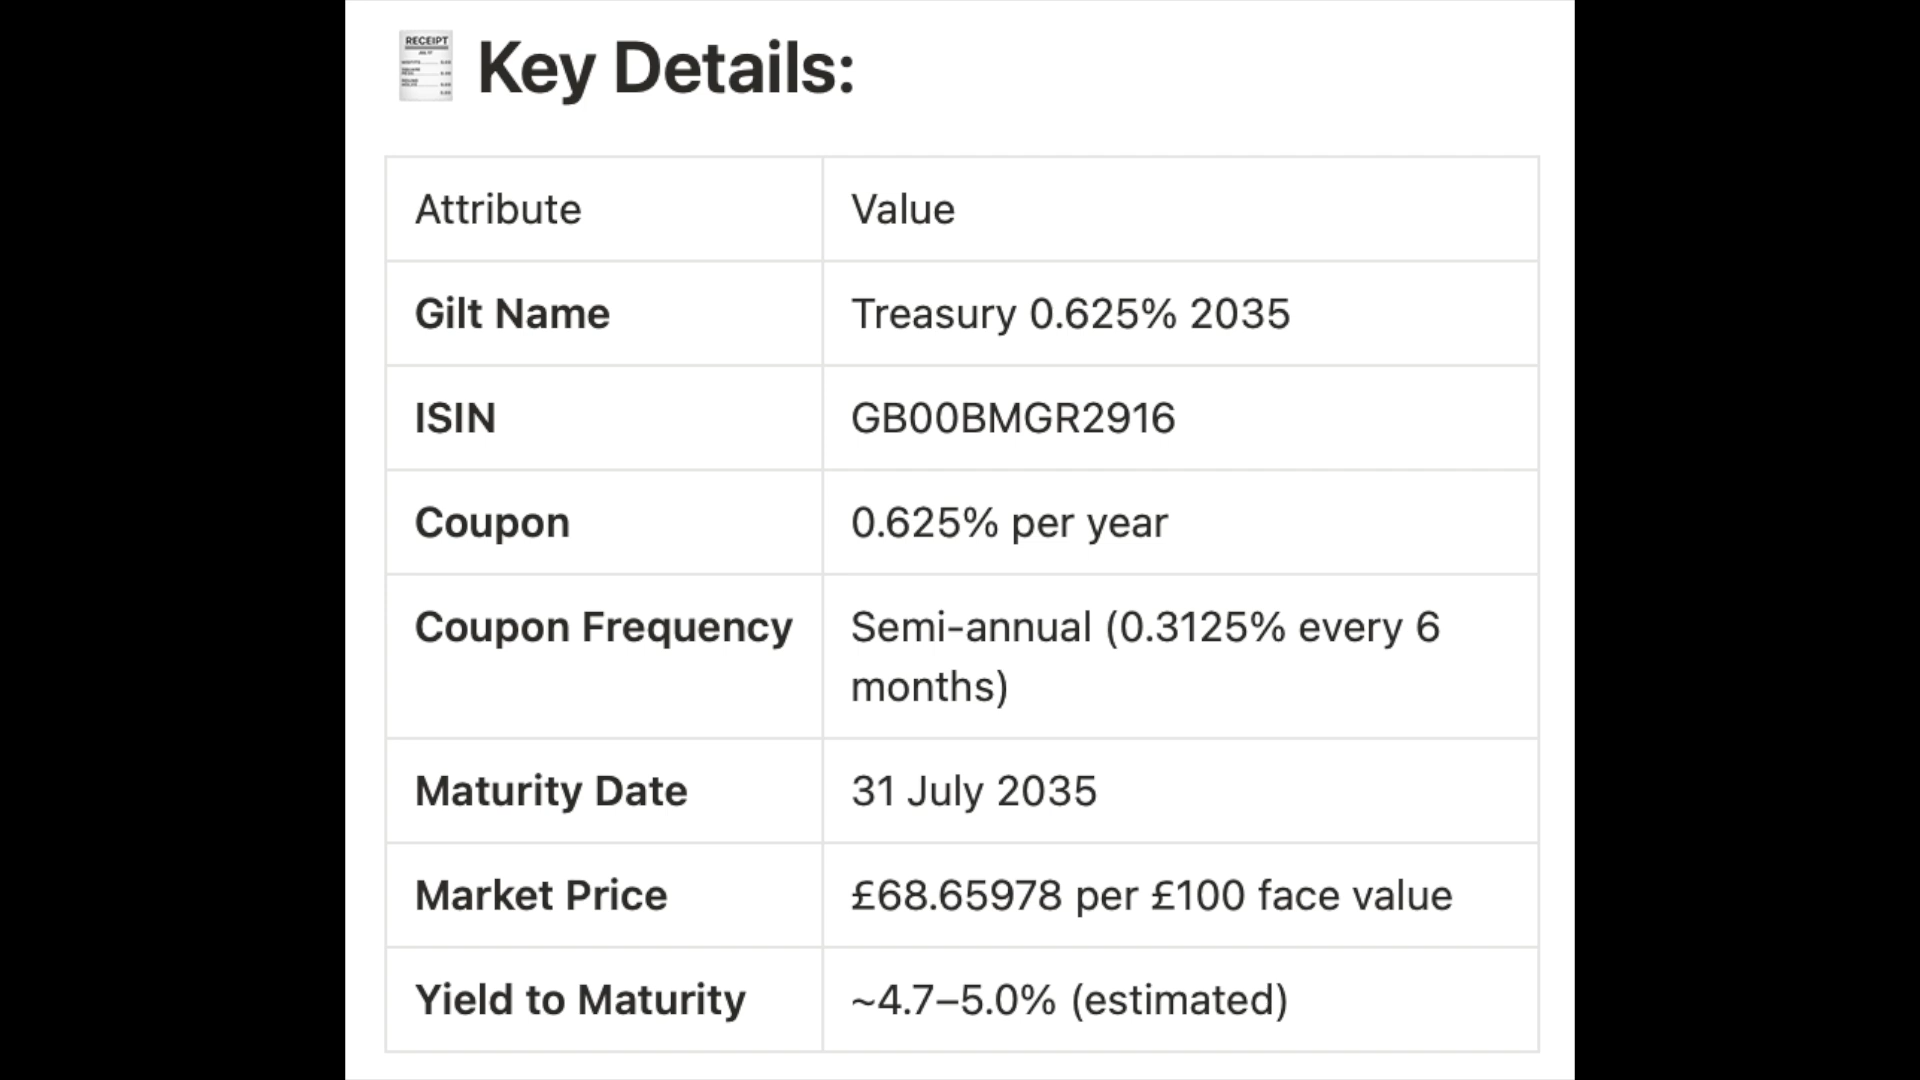 RECEIPT
Key Details:
Attribute Value
Gilt Name Treasury 0.625% 2035
ISIN GB00BMGR2916
Coupon 0.625% per year
Coupon Frequency Semi-annual (0.3125% every 6
months)
Maturity Date 31 July 2035
Market Price £68.65978 per £100 face value
Yield to Maturity ~4.7–5.0% (estimated)